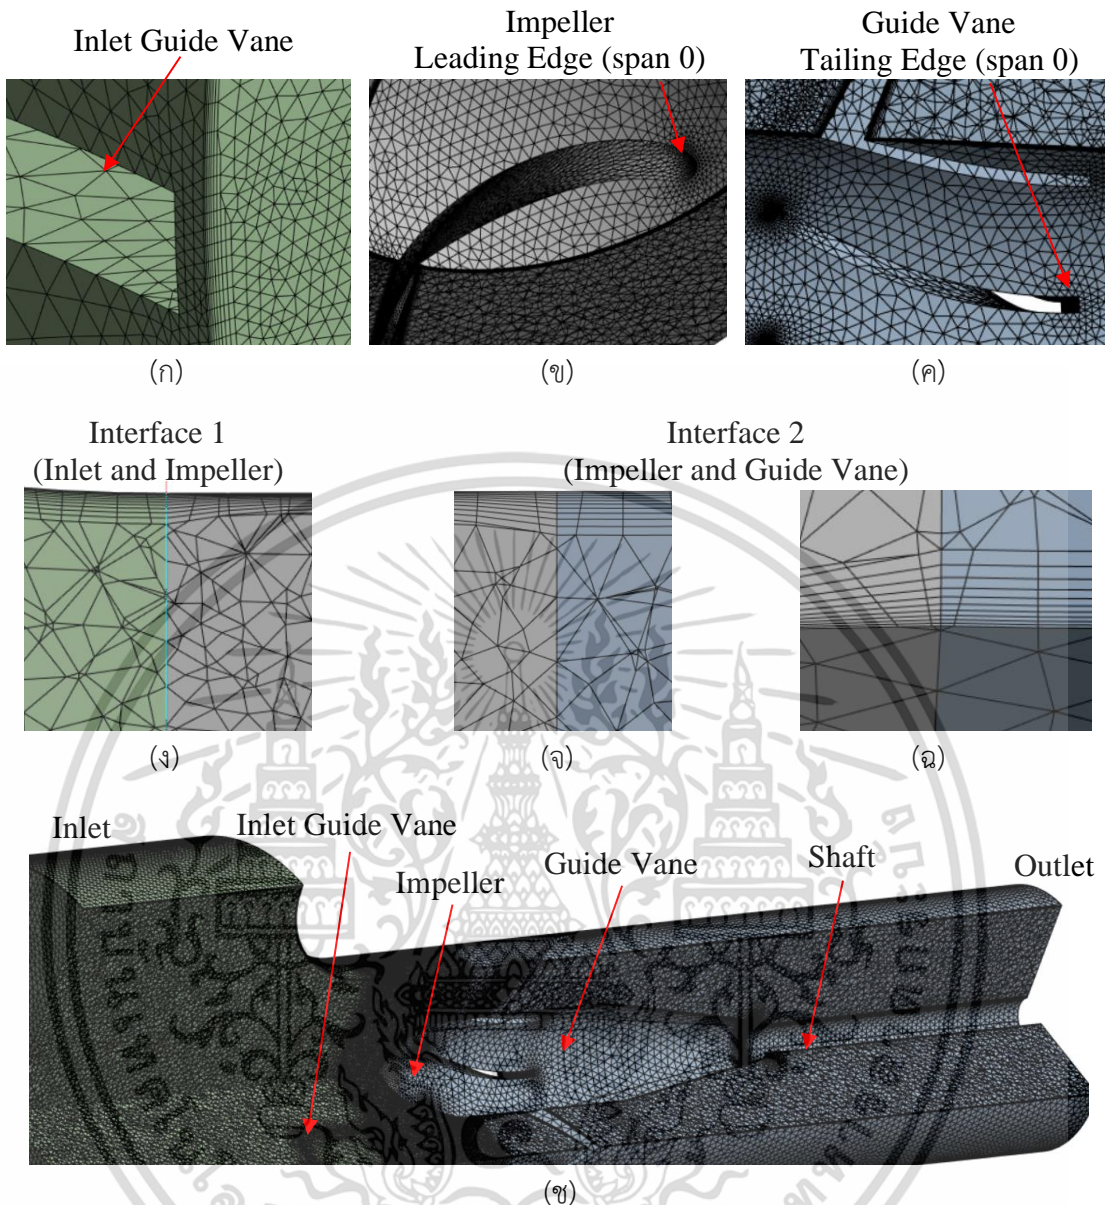 Inlet Guide Vane
Impeller
Leading Edge (span 0)
Guide Vane
Tailing Edge (span 0)
(ก)
(ข)
(ค)
Interface 1
(Inlet and Impeller)
Interface 2
(Impeller and Guide Vane)
(ง)
(จ)
(ฉ)
Inlet
Inlet Guide Vane
Impeller
Guide Vane
Shaft
Outlet
(ช)